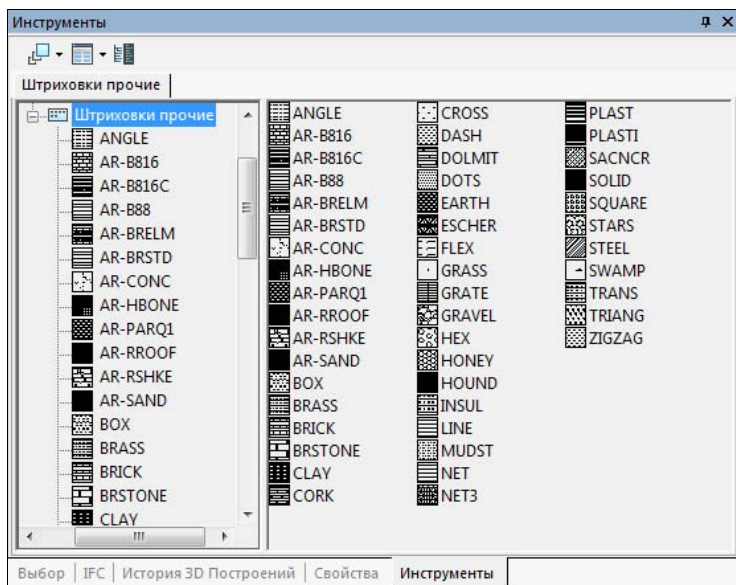 Инструменты
Штриховки прочие
Штриховки прочие
ANGLE
AR-B816
AR-B816C
AR-B88
AR-BRELM
AR-BRSTD
AR-CONC
AR-HBONE
AR-PARQ1
AR-RROOF
AR-RSHKE
AR-SAND
BOX
BRASS
BRICK
BRSTONE
CLAY
ANGLE
AR-B816
AR-B816C
AR-B88
AR-BRELM
AR-BRSTD
AR-CONC
AR-HBONE
AR-PARQ1
AR-RROOF
AR-RSHKE
AR-SAND
BOX
BRASS
BRICK
BRSTONE
CLAY
CORK
CROSS
DASH
DOLMIT
DOTS
EARTH
ESCHER
FLEX
GRASS
GRATE
GRAVEL
HEX
HONEY
HOUND
INSUL
LINE
MUDST
NET
NET3
PLAST
PLASTI
SACNCR
SOLID
SQUARE
STARS
STEEL
SWAMP
TRANS
TRIANG
ZIGZAG
Выбор IFC История 3D Построений Свойства Инструменты